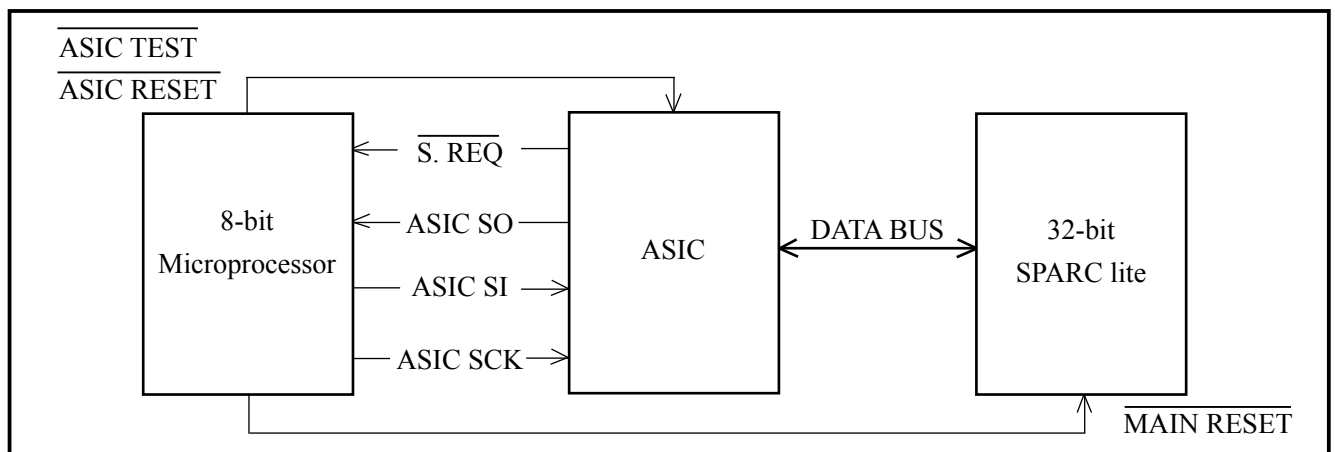 ASIC TEST
ASIC RESET
S. REQ
8-bit
Microprocessor
ASIC SO
ASIC
DATA BUS
32-bit
SPARC lite
ASIC SI
ASIC SCK
MAIN RESET